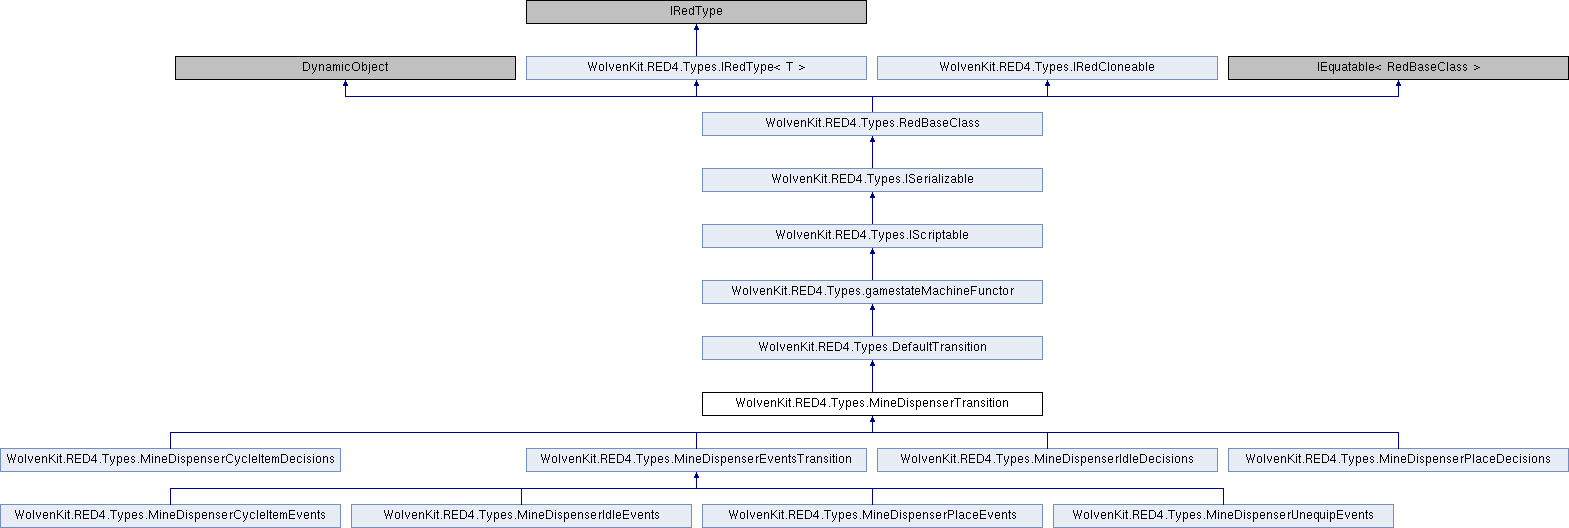 IRedType
DynamicObject
WolvenKit.RED4.Types.IRedType< T >
WolvenKit.RED4.Types.IRedCloneable
IEquatable< RedBaseClass >
WolvenKit.RED4.Types.RedBaseClass
WolvenKit.RED4.Types.ISerializable
WolvenKit.RED4.Types.IScriptable
WolvenKit.RED4.Types.gamestateMachineFunctor
WolvenKit.RED4.Types.DefaultTransition
WolvenKit.RED4.Types.MineDispenserTransition
WolvenKit.RED4.Types.MineDispenserCycleItemDecisions
WolvenKit.RED4.Types.MineDispenserEventsTransition
WolvenKit.RED4.Types.MineDispenserIdleDecisions
WolvenKit.RED4.Types.MineDispenserPlaceDecisions
WolvenKit.RED4.Types.MineDispenserCycleItemEvents
WolvenKit.RED4.Types.MineDispenserIdleEvents
WolvenKit.RED4.Types.MineDispenserPlaceEvents
WolvenKit.RED4.Types.MineDispenserUnequipEvents